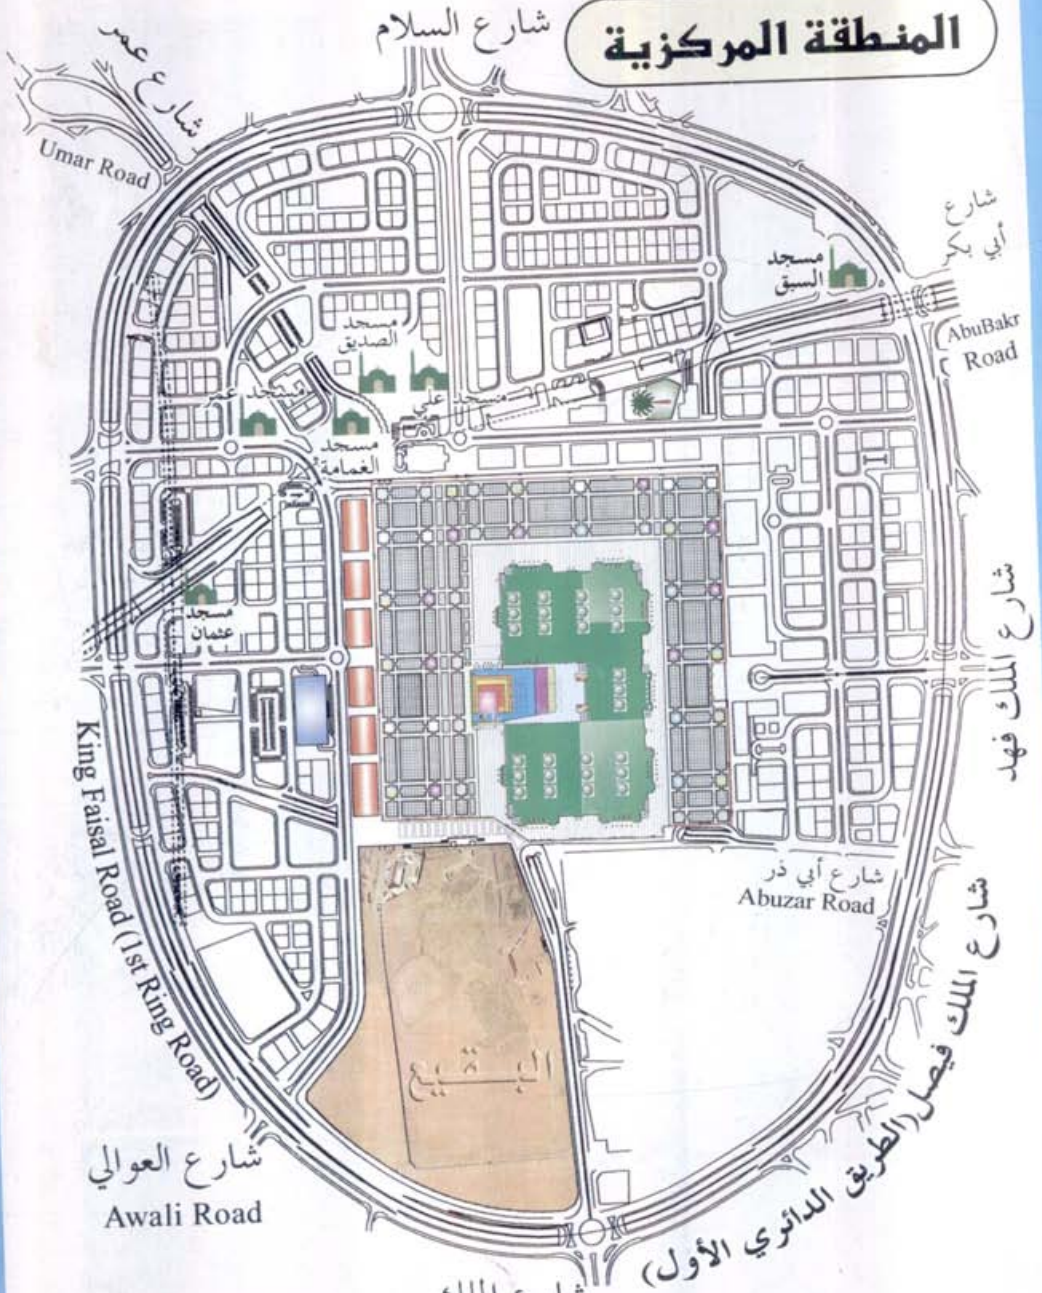 المنطقة المركزية
شارع السلام
شارع عمر
Umar Road
شارع
أبي بكر
AbuBakr
Road
مسجد
السبق
مسجد
الصديق
مسجد علي
مسجد عمر
مسجد
الغمامة
مسجد
عثمان
شارع الملك فهد
King Faisal Road (1st Ring Road)
شارع أبي ذر
Abuzar Road
شارع الملك فيصل (الطريق الدائري الأول)
البقيع
شارع العوالي
Awali Road
شارع الملك